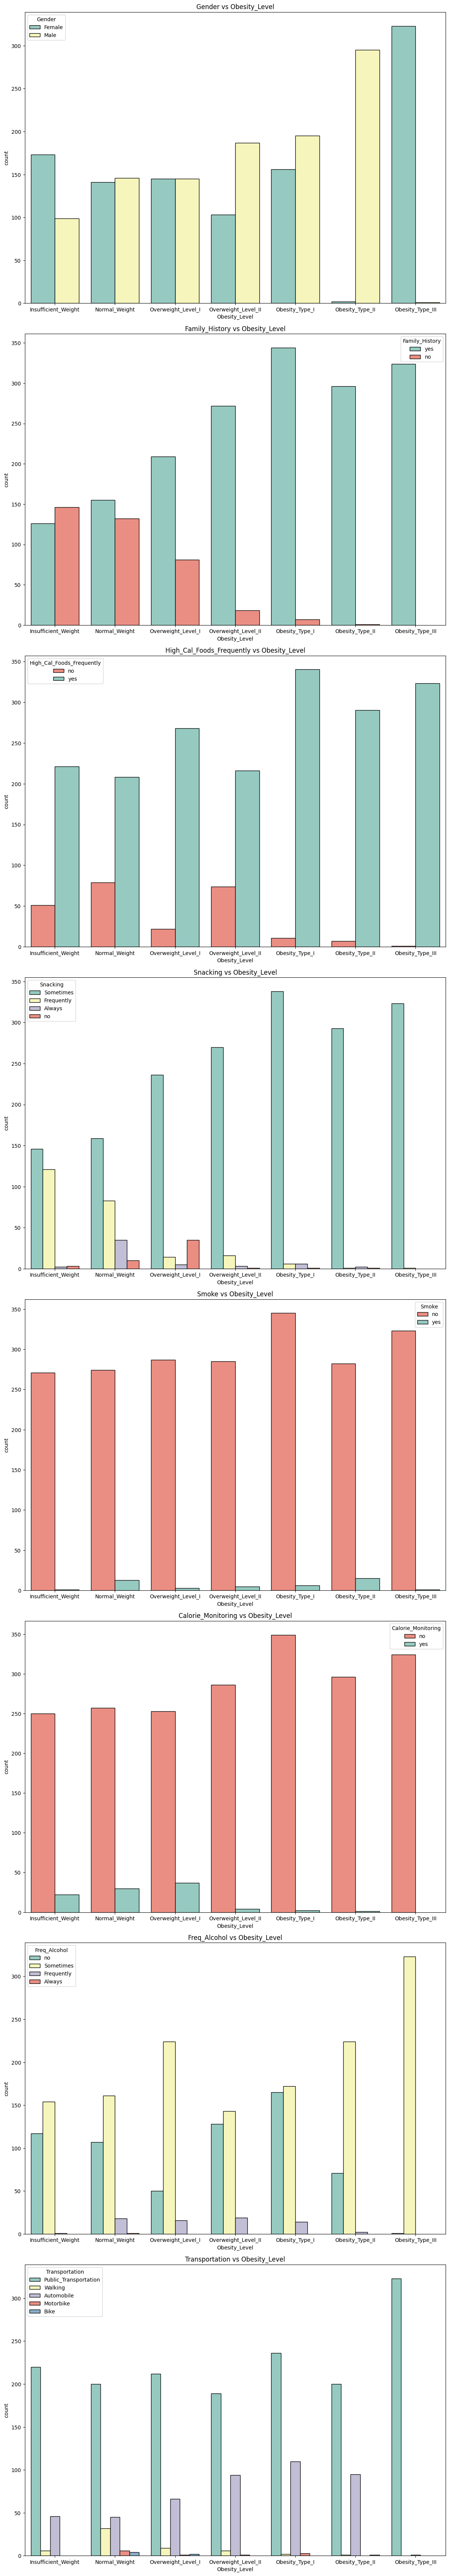 Gender vs Obesity_Level
Gender
Female
Male
300
250
200
150
100
50
0
count
Insufficient_Weight Normal_Weight Overweight_Level_I Overweight_Level_II Obesity_Type_I Obesity_Type_II Obesity_Type_III
Obesity_Level
Family_History vs Obesity_Level
Family_History
yes
no
350
300
250
200
150
100
50
0
count
Insufficient_Weight Normal_Weight Overweight_Level_I Overweight_Level_II Obesity_Type_I Obesity_Type_II Obesity_Type_III
Obesity_Level
High_Cal_Foods_Frequently vs Obesity_Level
High_Cal_Foods_Frequently
no
yes
350
300
250
200
150
100
50
0
count
Insufficient_Weight Normal_Weight Overweight_Level_I Overweight_Level_II Obesity_Type_I Obesity_Type_II Obesity_Type_III
Obesity_Level
Snacking vs Obesity_Level
Snacking
Sometimes
Frequently
Always
no
350
300
250
200
150
100
50
0
count
Insufficient_Weight Normal_Weight Overweight_Level_I Overweight_Level_II Obesity_Type_I Obesity_Type_II Obesity_Type_III
Obesity_Level
Smoke vs Obesity_Level
Smoke
no
yes
350
300
250
200
150
100
50
0
count
Insufficient_Weight Normal_Weight Overweight_Level_I Overweight_Level_II Obesity_Type_I Obesity_Type_II Obesity_Type_III
Obesity_Level
Calorie_Monitoring vs Obesity_Level
Calorie_Monitoring
no
yes
350
300
250
200
150
100
50
0
count
Insufficient_Weight Normal_Weight Overweight_Level_I Overweight_Level_II Obesity_Type_I Obesity_Type_II Obesity_Type_III
Obesity_Level
Freq_Alcohol vs Obesity_Level
Freq_Alcohol
no
Sometimes
Frequently
Always
300
250
200
150
100
50
0
count
Insufficient_Weight Normal_Weight Overweight_Level_I Overweight_Level_II Obesity_Type_I Obesity_Type_II Obesity_Type_III
Obesity_Level
Transportation vs Obesity_Level
Transportation
Public_Transportation
Walking
Automobile
Motorbike
Bike
300
250
200
150
100
50
0
count
Insufficient_Weight Normal_Weight Overweight_Level_I Overweight_Level_II Obesity_Type_I Obesity_Type_II Obesity_Type_III
Obesity_Level